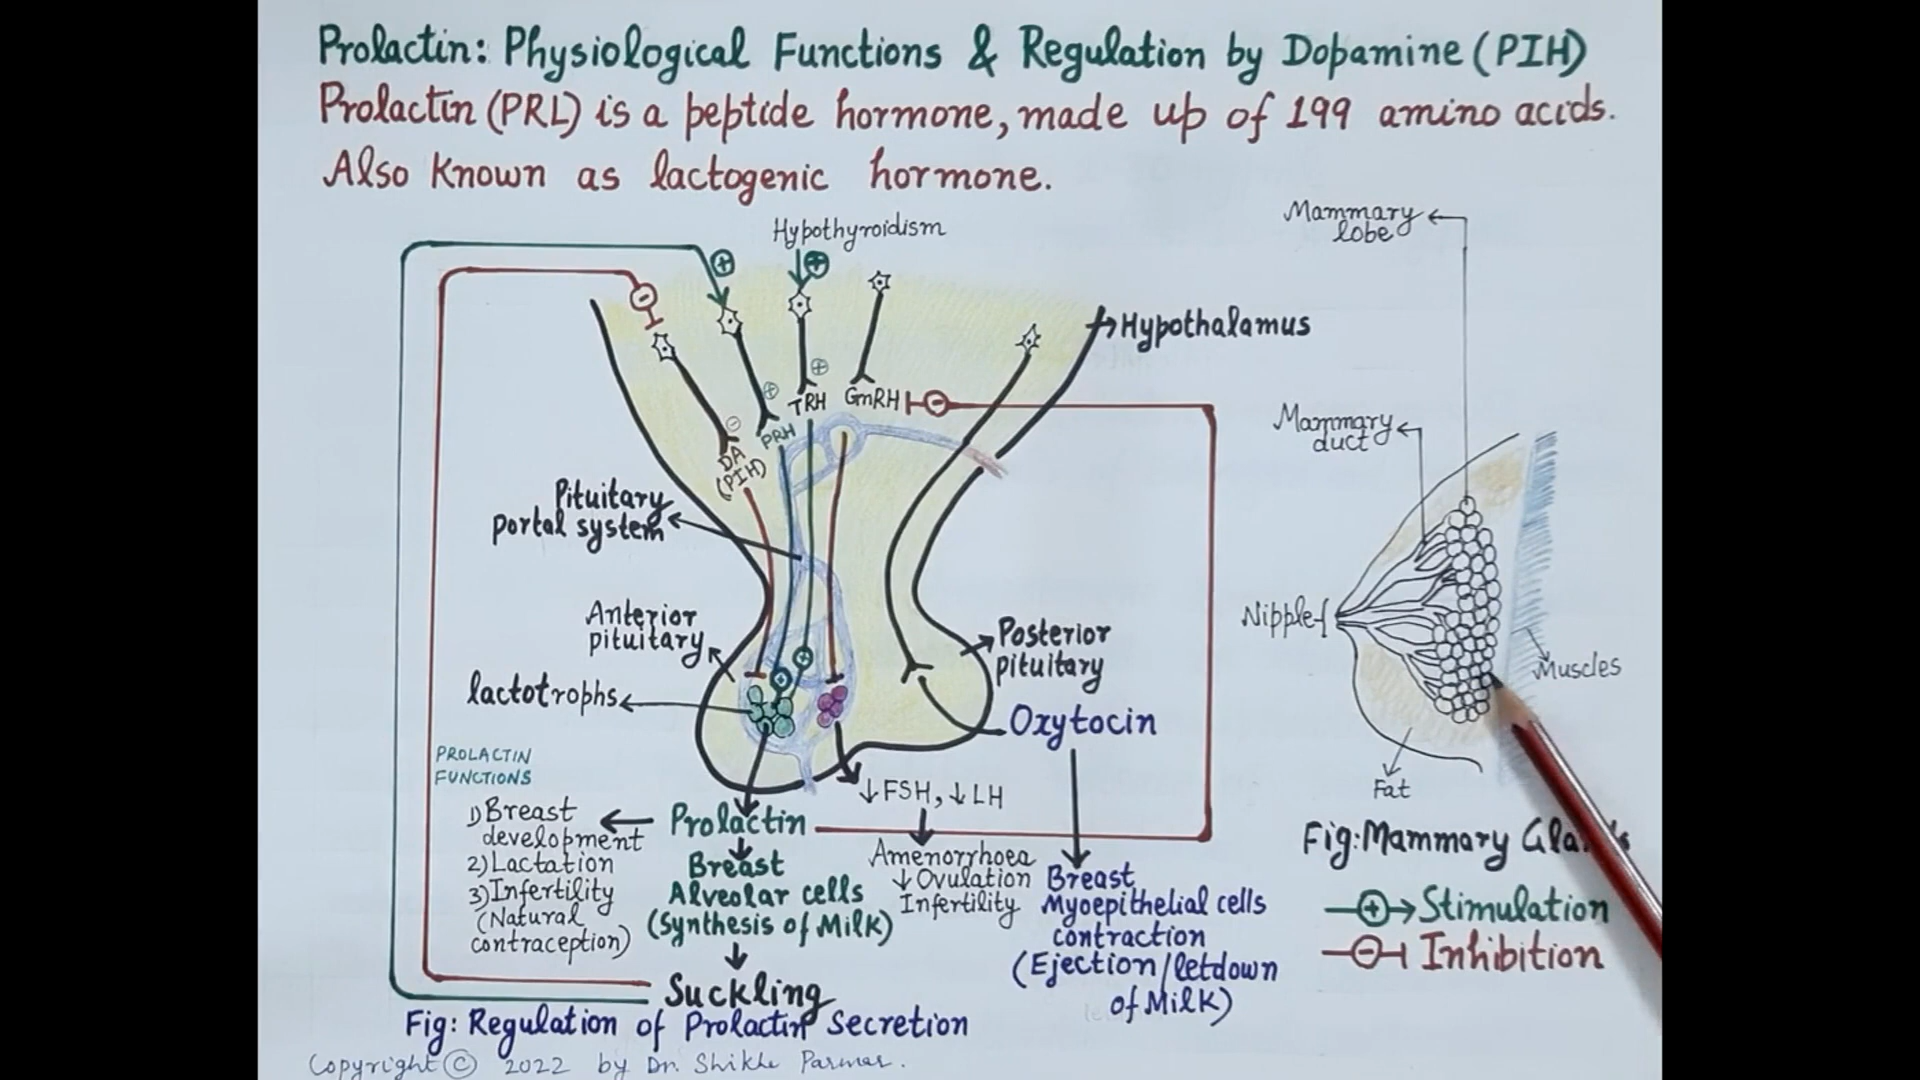 Prolactin: Physiological Functions & Regulation by Dopamine (PIH)
Prolactin (PRL) is a peptide hormone, made up of 199 amino acids.
Also Known as lactogenic hormone.
Hypothyroidism
Hypothalamus
TRH
GnRH
PRH
DA
(PIH)
Pituitary
portal system
Anterior
pituitary
lactotrophs
Posterior
pituitary
Oxytocin
PROLACTIN
FUNCTIONS
1) Breast
development
2) Lactation
3) Infertility
(Natural
contraception)
Prolactin
Breast
Alveolar cells
(Synthesis of Milk)
Suckling
↓FSH, ↓LH
Amenorrhoea
↓Ovulation
Infertility
Breast
Myoepithelial cells
contraction
(Ejection/letdown
of Milk)
Fig: Regulation of Prolactin Secretion
Copyright © 2022 by Dr. Shikha Parmar.
Mammary
lobe
Mammary
duct
Nipple
Muscles
Fat
Fig: Mammary
⊕→ Stimulation
⊖⊣ Inhibition